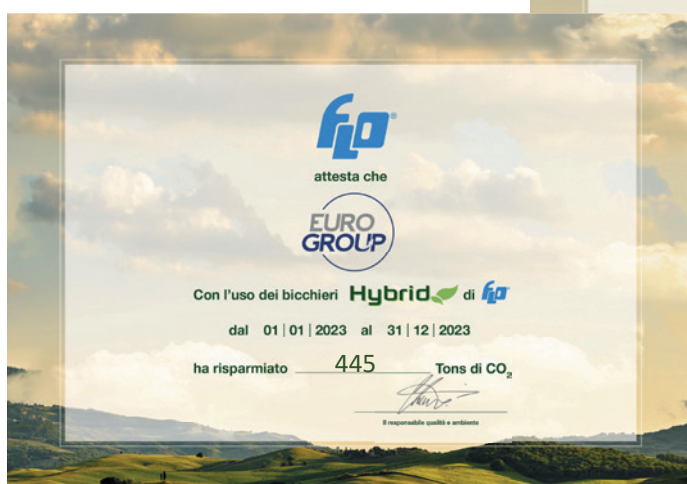 FLO®
attesta che
EURO
GROUP
Con l'uso dei bicchieri Hybrid di FLO
dal 01 | 01 | 2023 al 31 | 12 | 2023
ha risparmiato 445 Tons di CO₂
Il responsabile qualità e ambiente